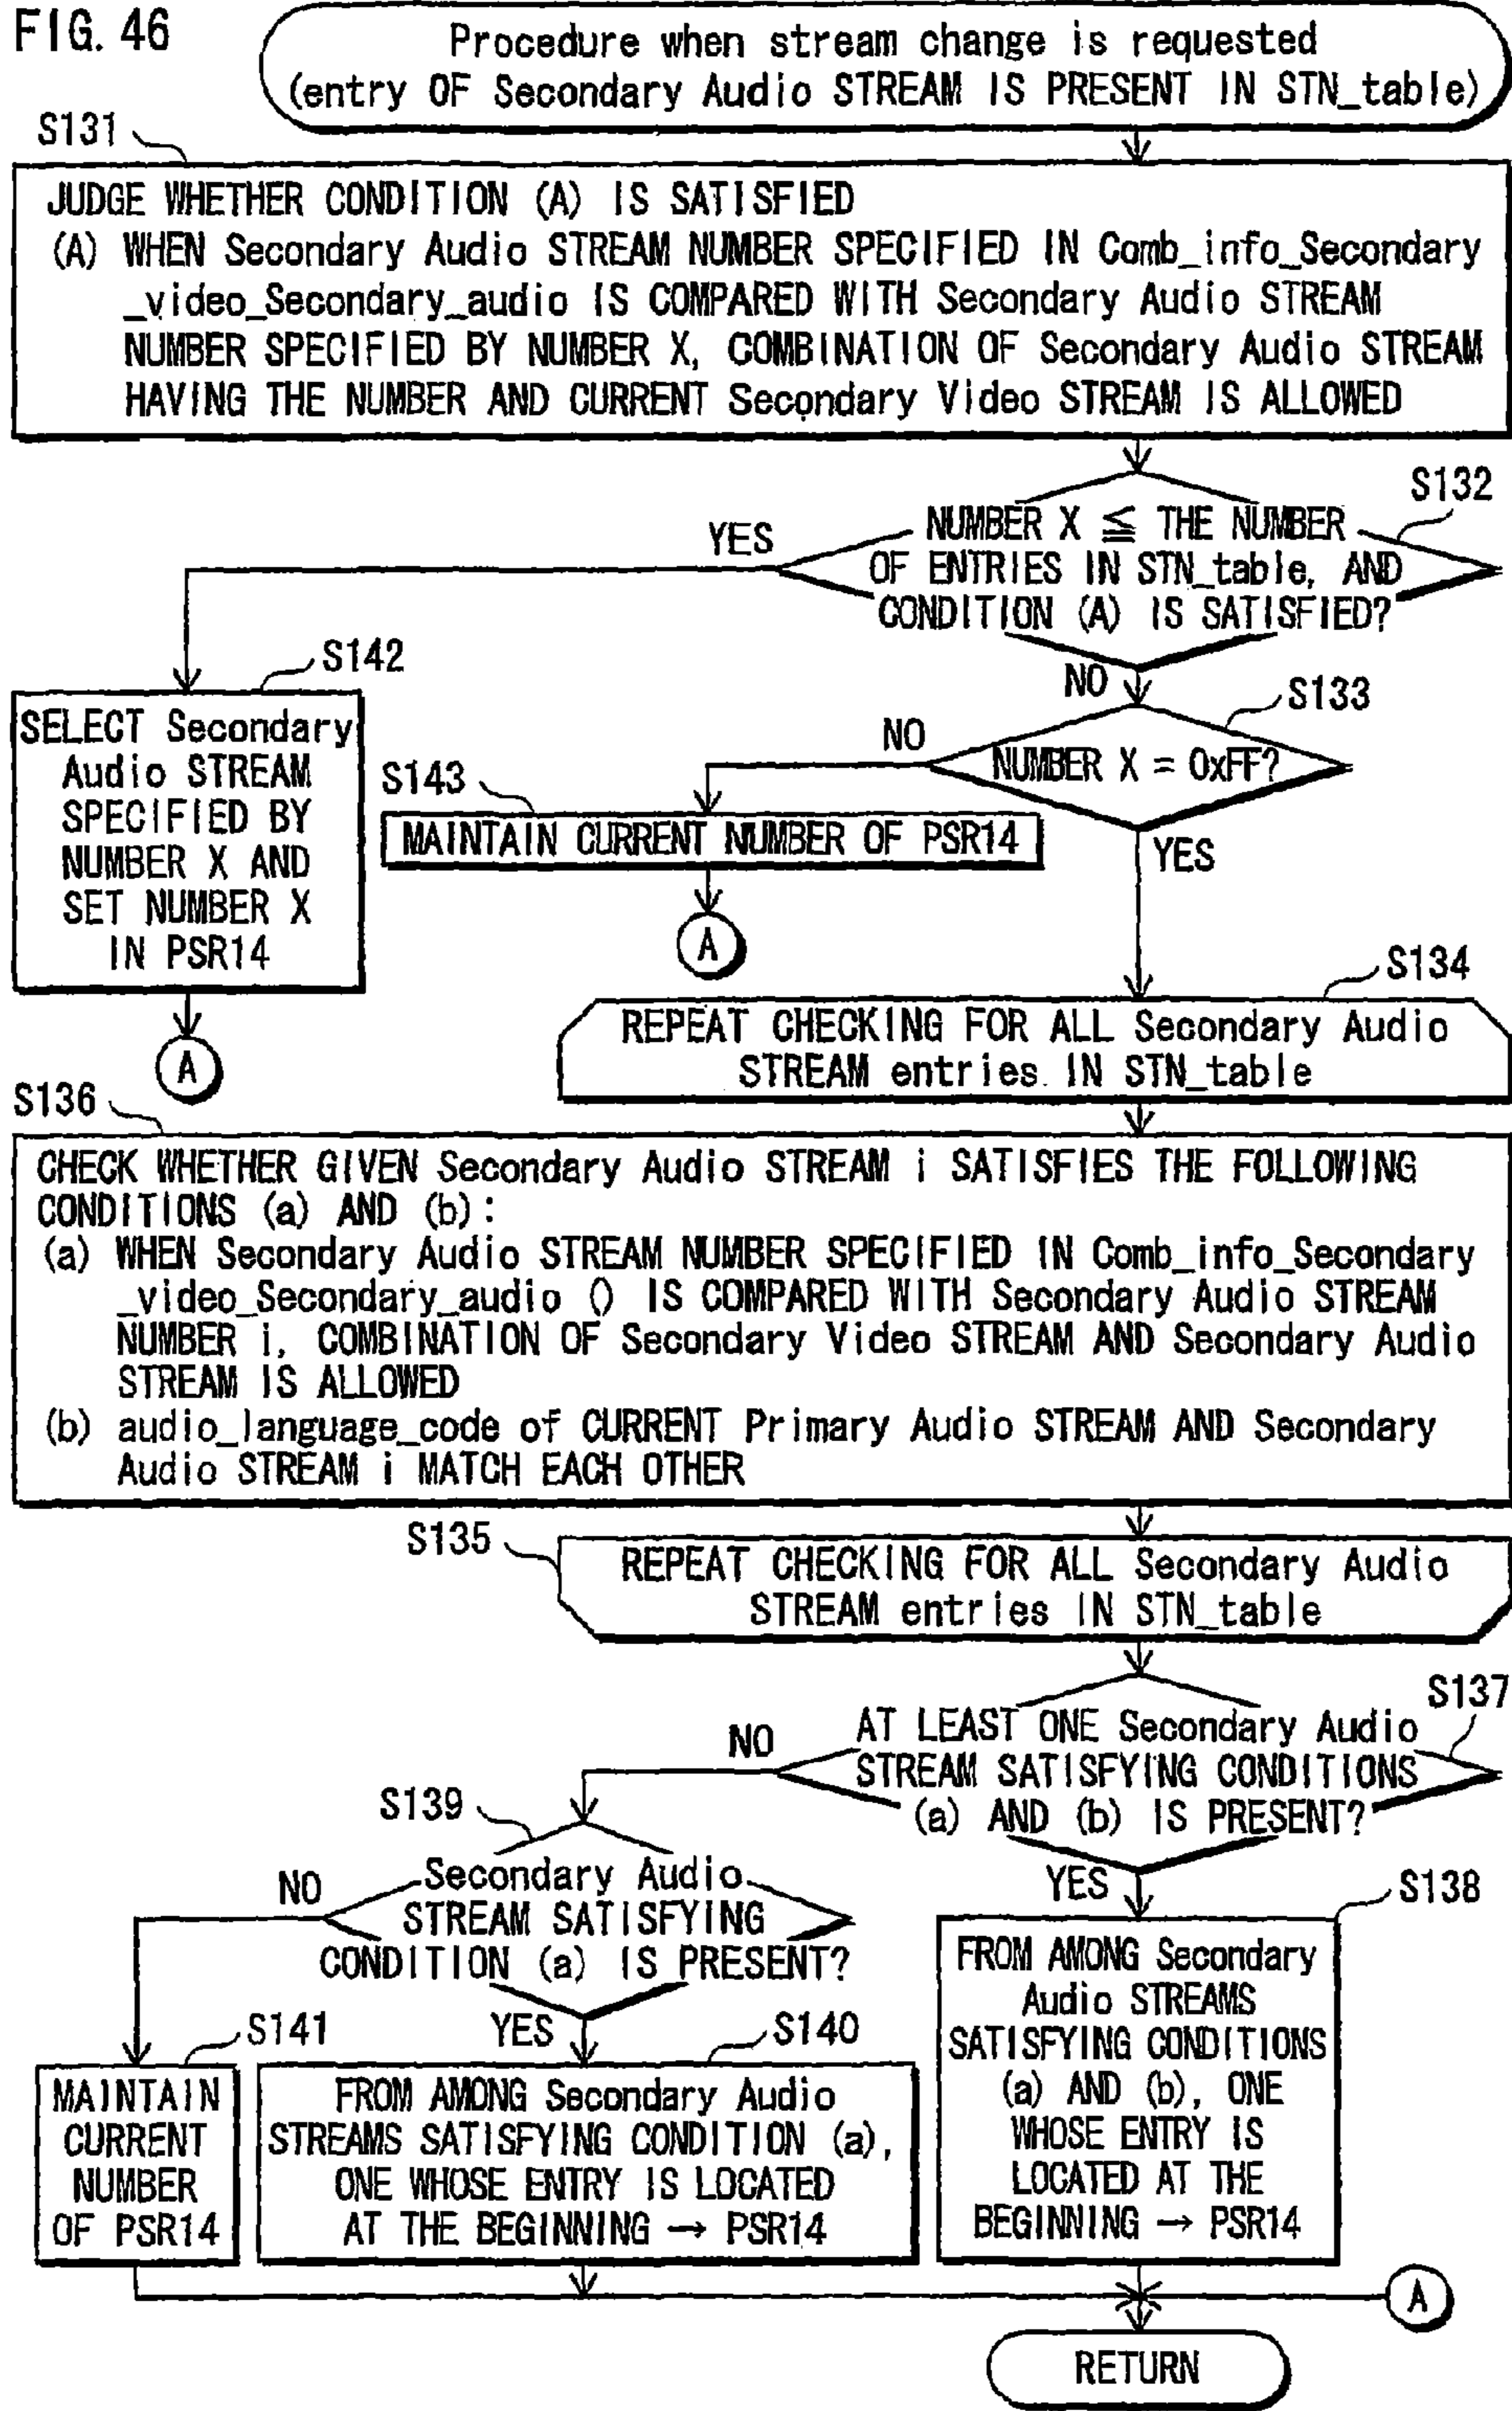 FIG. 46
Procedure when stream change is requested
(entry OF Secondary Audio STREAM IS PRESENT IN STN_table)
S131
JUDGE WHETHER CONDITION (A) IS SATISFIED
(A) WHEN Secondary Audio STREAM NUMBER SPECIFIED IN Comb_info_Secondary
_video_Secondary_audio IS COMPARED WITH Secondary Audio STREAM
NUMBER SPECIFIED BY NUMBER X, COMBINATION OF Secondary Audio STREAM
HAVING THE NUMBER AND CURRENT Secondary Video STREAM IS ALLOWED
S132
NUMBER X ≦ THE NUMBER
OF ENTRIES IN STN_table, AND
CONDITION (A) IS SATISFIED?
YES
NO
S142
SELECT Secondary
Audio STREAM
SPECIFIED BY
NUMBER X AND
SET NUMBER X
IN PSR14
A
S133
NUMBER X = 0xFF?
NO
YES
S143
MAINTAIN CURRENT NUMBER OF PSR14
A
S134
REPEAT CHECKING FOR ALL Secondary Audio
STREAM entries IN STN_table
S136
CHECK WHETHER GIVEN Secondary Audio STREAM i SATISFIES THE FOLLOWING
CONDITIONS (a) AND (b):
(a) WHEN Secondary Audio STREAM NUMBER SPECIFIED IN Comb_info_Secondary
_video_Secondary_audio () IS COMPARED WITH Secondary Audio STREAM
NUMBER i, COMBINATION OF Secondary Video STREAM AND Secondary Audio
STREAM IS ALLOWED
(b) audio_language_code of CURRENT Primary Audio STREAM AND Secondary
Audio STREAM i MATCH EACH OTHER
S135
REPEAT CHECKING FOR ALL Secondary Audio
STREAM entries IN STN_table
S137
AT LEAST ONE Secondary Audio
STREAM SATISFYING CONDITIONS
(a) AND (b) IS PRESENT?
NO
YES
S139
Secondary Audio
STREAM SATISFYING
CONDITION (a) IS PRESENT?
NO
YES
S138
FROM AMONG Secondary
Audio STREAMS
SATISFYING CONDITIONS
(a) AND (b), ONE
WHOSE ENTRY IS
LOCATED AT THE
BEGINNING → PSR14
S141
MAINTAIN
CURRENT
NUMBER
OF PSR14
S140
FROM AMONG Secondary Audio
STREAMS SATISFYING CONDITION (a),
ONE WHOSE ENTRY IS LOCATED
AT THE BEGINNING → PSR14
A
RETURN